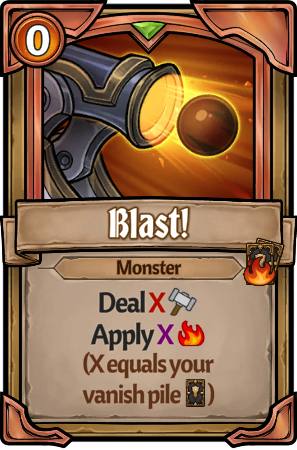 0
Blast!
Monster
Deal X
Apply X
(X equals your
vanish pile )